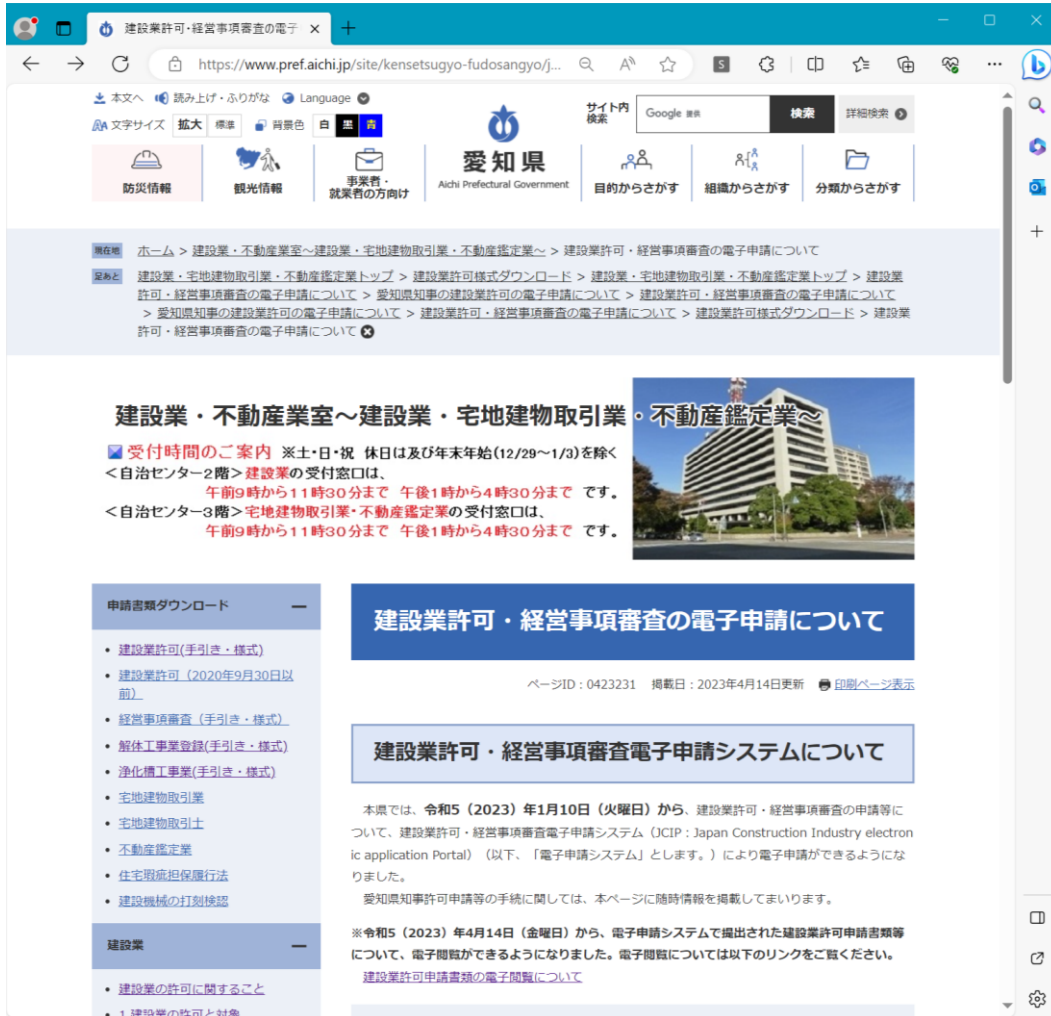 建設業許可・経営事項審査の電子
https://www.pref.aichi.jp/site/kensetsugyo-fudosangyo/j...
本文へ 読み上げ・ふりがな Language
文字サイズ 拡大 標準 背景色 白 黒 青
愛知県
Aichi Prefectural Government
サイト内検索 Google 提供 検索 詳細検索
防災情報 観光情報 事業者・就業者の方向け 目的からさがす 組織からさがす 分類からさがす
現在地 ホーム > 建設業・不動産業室~建設業・宅地建物取引業・不動産鑑定業~ > 建設業許可・経営事項審査の電子申請について
足あと 建設業・宅地建物取引業・不動産鑑定業トップ > 建設業許可様式ダウンロード > 建設業・宅地建物取引業・不動産鑑定業トップ > 建設業
許可・経営事項審査の電子申請について > 愛知県知事の建設業許可の電子申請について > 建設業許可・経営事項審査の電子申請について
> 愛知県知事の建設業許可の電子申請について > 建設業許可・経営事項審査の電子申請について > 建設業許可様式ダウンロード > 建設業
許可・経営事項審査の電子申請について
建設業・不動産業室~建設業・宅地建物取引業・不動産鑑定業~
受付時間のご案内 ※土・日・祝 休日は及び年末年始(12/29~1/3)を除く
<自治センター2階>建設業の受付窓口は、
午前9時から11時30分まで 午後1時から4時30分まで です。
<自治センター3階>宅地建物取引業・不動産鑑定業の受付窓口は、
午前9時から11時30分まで 午後1時から4時30分まで です。
申請書類ダウンロード
・建設業許可(手引き・様式)
・建設業許可(2020年9月30日以
前)
・経営事項審査(手引き・様式)
・解体工事業登録(手引き・様式)
・浄化槽工事業(手引き・様式)
・宅地建物取引業
・宅地建物取引士
・不動産鑑定業
・住宅瑕疵担保履行法
・建設機械の打刻検認
建設業
・建設業の許可に関すること
・1 建設業の許可と対象
建設業許可・経営事項審査の電子申請について
ページID:0423231 掲載日:2023年4月14日更新 印刷ページ表示
建設業許可・経営事項審査電子申請システムについて
本県では、令和5(2023)年1月10日(火曜日)から、建設業許可・経営事項審査の申請等に
ついて、建設業許可・経営事項審査電子申請システム(JCIP:Japan Construction Industry electron
ic application Portal)(以下、「電子申請システム」とします。)により電子申請ができるようにな
りました。
愛知県知事許可申請等の手続に関しては、本ページに随時情報を掲載してまいります。
※令和5(2023)年4月14日(金曜日)から、電子申請システムで提出された建設業許可申請書類等
について、電子閲覧ができるようになりました。電子閲覧については以下のリンクをご覧ください。
建設業許可申請書類の電子閲覧について